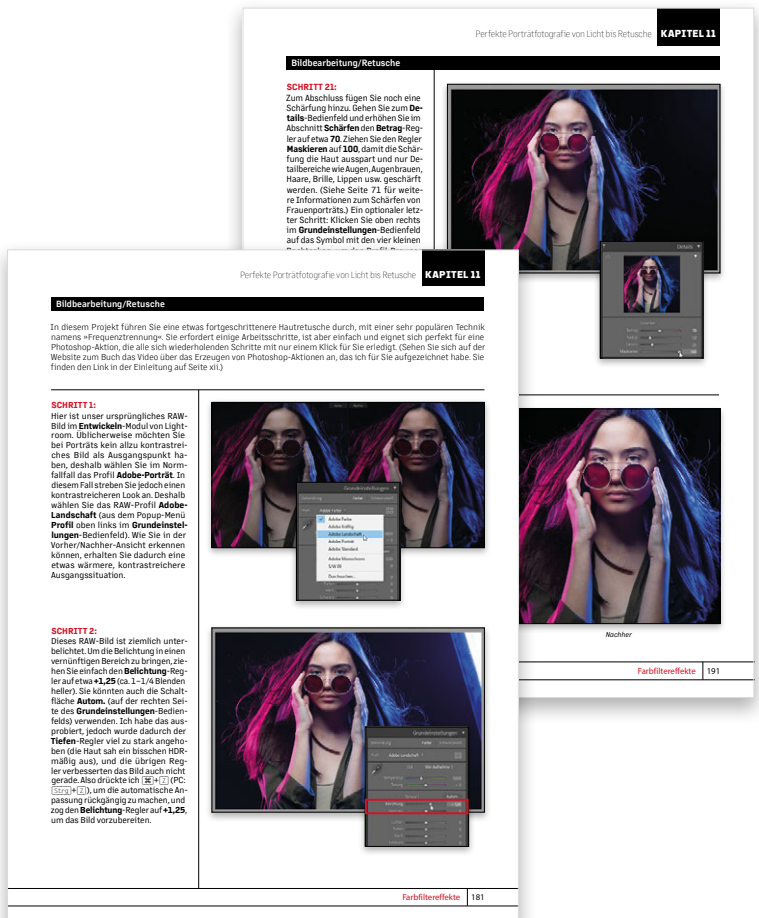 Perfekte Porträtfotografie von Licht bis Retusche KAPITEL 11
Bildbearbeitung/Retusche
SCHRITT 21:
Zum Abschluss fügen Sie noch eine
Schärfung hinzu. Gehen Sie zum De-
tails-Bedienfeld und erhöhen Sie im
Abschnitt Schärfen den Betrag-Reg-
ler auf etwa 70. Ziehen Sie den Regler
Maskieren auf 100, damit die Schär-
fung die Haut ausspart und nur De-
tailbereiche wie Augen, Augenbrauen,
Haare, Brille, Lippen usw. geschärft
werden. (Siehe Seite 71 für weite-
re Informationen zum Schärfen von
Frauenporträts.) Ein optionaler letz-
ter Schritt: Klicken Sie oben rechts
im Grundeinstellungen-Bedienfeld
auf das Symbol mit den vier kleinen
Details
Betrag
Maskieren
Nachher
Farbfiltereffekte 191
Perfekte Porträtfotografie von Licht bis Retusche KAPITEL 11
Bildbearbeitung/Retusche
In diesem Projekt führen Sie eine etwas fortgeschrittenere Hautretusche durch, mit einer sehr populären Technik
namens »Frequenztrennung«. Sie erfordert einige Arbeitsschritte, ist aber einfach und eignet sich perfekt für eine
Photoshop-Aktion, die alle sich wiederholenden Schritte mit nur einem Klick für Sie erledigt. (Sehen Sie sich auf der
Website zum Buch das Video über das Erzeugen von Photoshop-Aktionen an, das ich für Sie aufgezeichnet habe. Sie
finden den Link in der Einleitung auf Seite xii.)
SCHRITT 1:
Hier ist unser ursprüngliches RAW-
Bild im Entwickeln-Modul von Light-
room. Üblicherweise möchten Sie
bei Porträts kein allzu kontrastrei-
ches Bild als Ausgangspunkt ha-
ben, deshalb wählen Sie im Norm-
fallfall das Profil Adobe-Porträt. In
diesem Fall streben Sie jedoch einen
kontrastreicheren Look an. Deshalb
wählen Sie das RAW-Profil Adobe-
Landschaft (aus dem Popup-Menü
Profil oben links im Grundeinstel-
lungen-Bedienfeld). Wie Sie in der
Vorher/Nachher-Ansicht erkennen
können, erhalten Sie dadurch eine
etwas wärmere, kontrastreichere
Ausgangssituation.
Grundeinstellungen
Adobe Farbe
Adobe Kräftig
Adobe Landschaft
Adobe Porträt
Adobe Standard
Adobe Monochrom
Durchsuchen...
SCHRITT 2:
Dieses RAW-Bild ist ziemlich unter-
belichtet. Um die Belichtung in einen
vernünftigen Bereich zu bringen, zie-
hen Sie einfach den Belichtung-Reg-
ler auf etwa +1,25 (ca. 1–1/4 Blenden
heller). Sie könnten auch die Schalt-
fläche Autom. (auf der rechten Sei-
te des Grundeinstellungen-Bedien-
felds) verwenden. Ich habe das aus-
probiert, jedoch wurde dadurch der
Tiefen-Regler viel zu stark angeho-
ben (die Haut sah ein bisschen HDR-
mäßig aus), und die übrigen Reg-
ler verbesserten das Bild auch nicht
gerade. Also drückte ich ⌘+Z (PC:
Strg+Z), um die automatische An-
passung rückgängig zu machen, und
zog den Belichtung-Regler auf +1,25,
um das Bild vorzubereiten.
Grundeinstellungen
Adobe Landschaft
Belichtung
Farbfiltereffekte 181